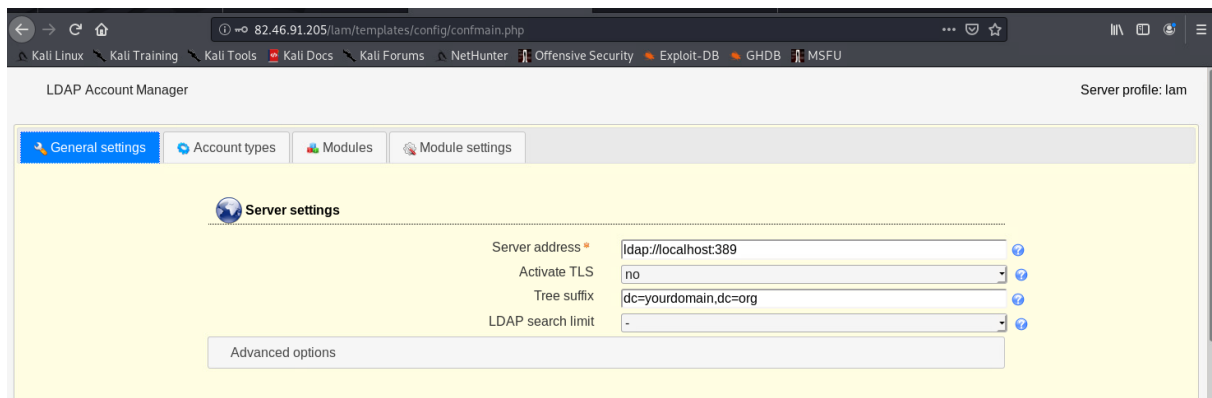 82.46.91.205/lam/templates/config/confmain.php
Kali Linux Kali Training Kali Tools Kali Docs Kali Forums NetHunter Offensive Security Exploit-DB GHDB MSFU
LDAP Account Manager Server profile: lam
General settings Account types Modules Module settings
Server settings
Server address * ldap://localhost:389
Activate TLS no
Tree suffix dc=yourdomain,dc=org
LDAP search limit -
Advanced options